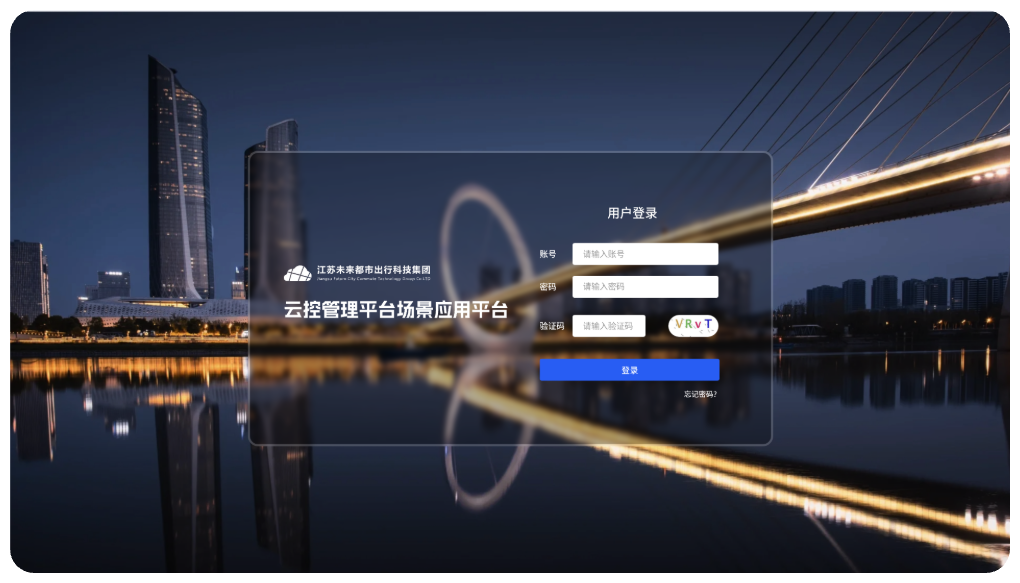 江苏未来都市出行科技集团
Jiangsu Future City Commute Technology Group Co.LTD
云控管理平台场景应用平台
用户登录
账号 请输入账号
密码 请输入密码
验证码 请输入验证码 VRvT
登录
忘记密码?